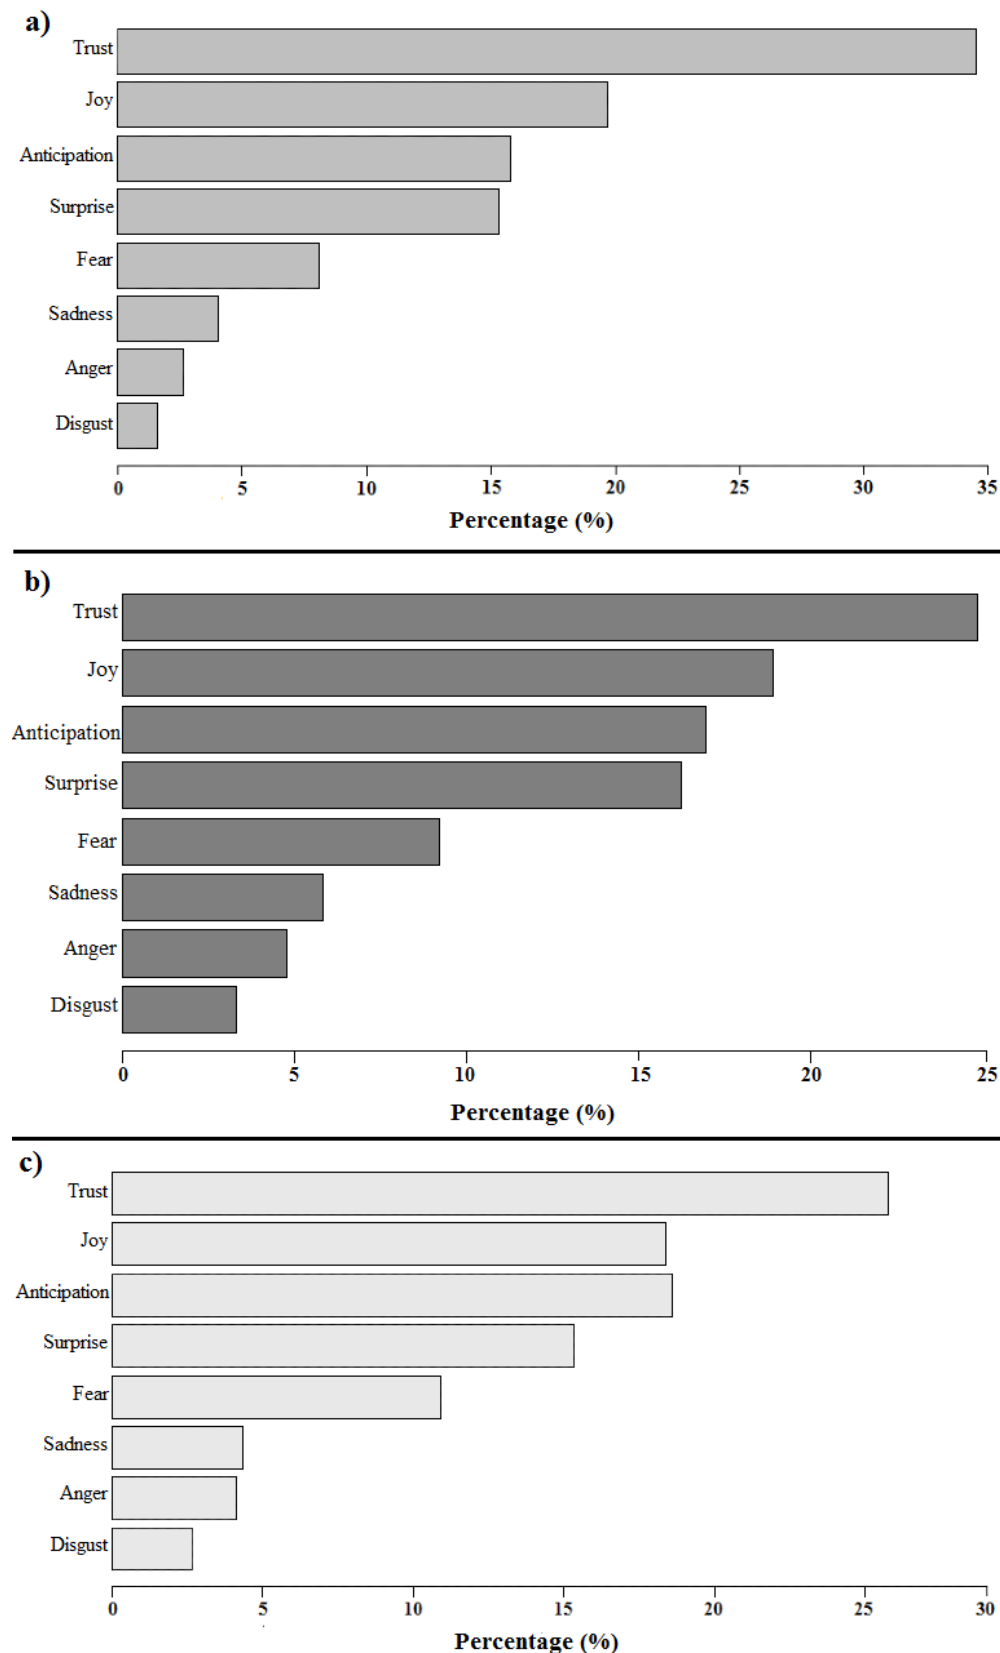 a)
Trust
Joy
Anticipation
Surprise
Fear
Sadness
Anger
Disgust
0 5 10 15 20 25 30 35
Percentage (%)
b)
Trust
Joy
Anticipation
Surprise
Fear
Sadness
Anger
Disgust
0 5 10 15 20 25
Percentage (%)
c)
Trust
Joy
Anticipation
Surprise
Fear
Sadness
Anger
Disgust
0 5 10 15 20 25 30
Percentage (%)